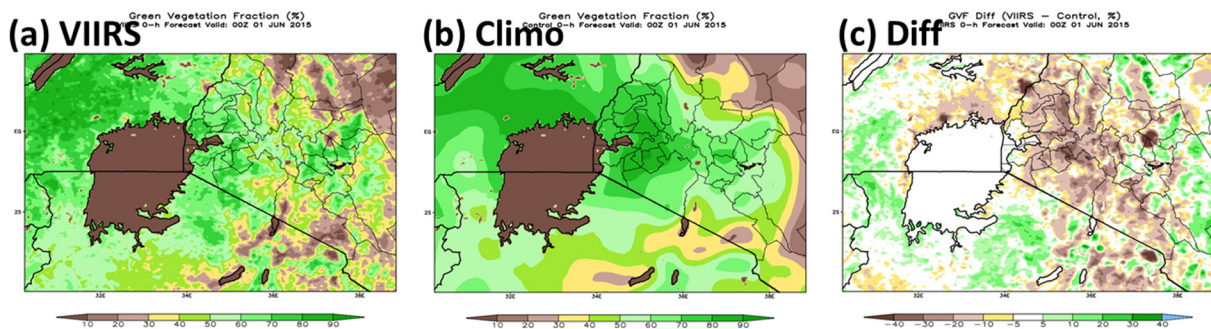 Green Vegetation Fraction (%)
VIIRS 0-h Forecast Valid: 00Z 01 JUN 2015
(a) VIIRS
EQ
2S
32E 34E 36E 38E
10 20 30 40 50 60 70 80 90
Green Vegetation Fraction (%)
Control 0-h Forecast Valid: 00Z 01 JUN 2015
(b) Climo
EQ
2S
32E 34E 36E 38E
10 20 30 40 50 60 70 80 90
GVF Diff (VIIRS − Control, %)
VIIRS 0-h Forecast Valid: 00Z 01 JUN 2015
(c) Diff
EQ
2S
32E 34E 36E 38E
−40 −30 −20 −10 −5 5 10 20 30 40